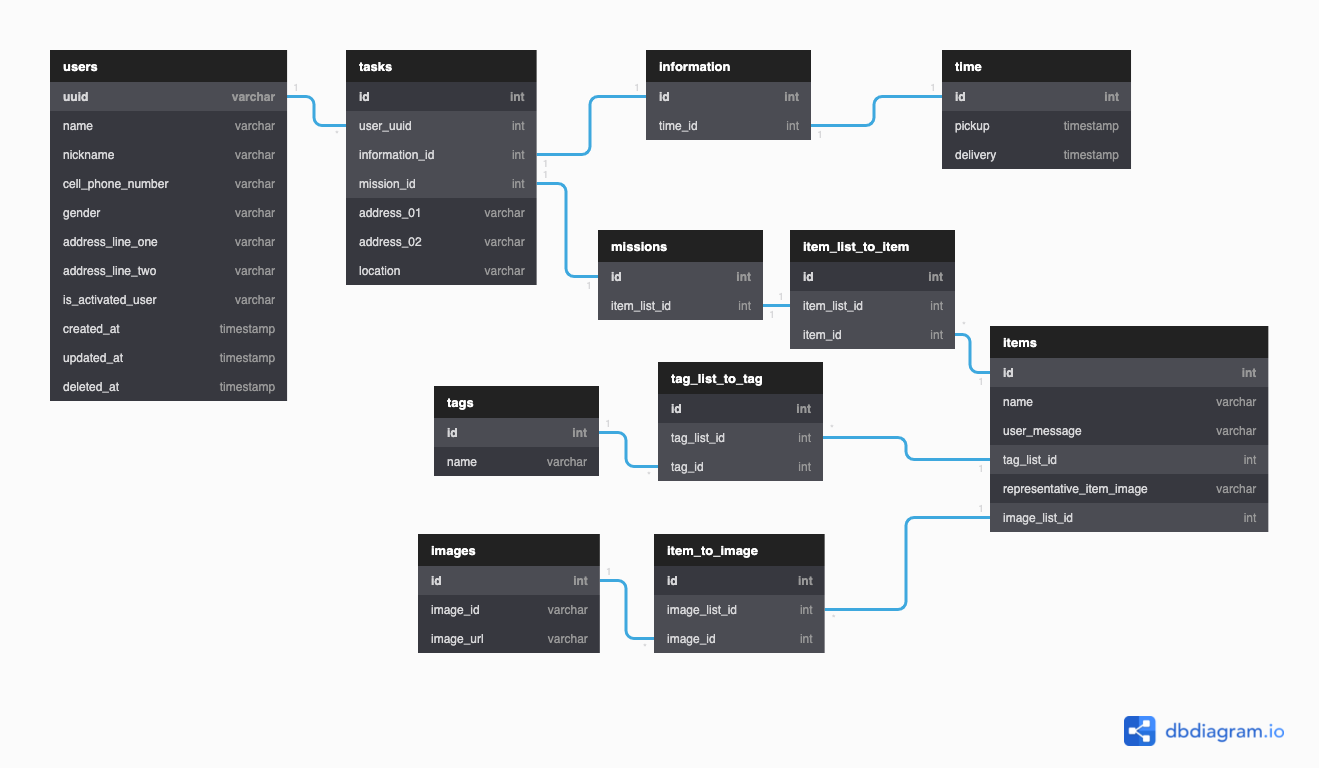 users
uuid varchar
name varchar
nickname varchar
cell_phone_number varchar
gender varchar
address_line_one varchar
address_line_two varchar
is_activated_user varchar
created_at timestamp
updated_at timestamp
deleted_at timestamp
1
*
tasks
id int
user_uuid int
information_id int
mission_id int
address_01 varchar
address_02 varchar
location varchar
1
1
1
1
information
id int
time_id int
1
1
time
id int
pickup timestamp
delivery timestamp
missions
id int
item_list_id int
1
1
item_list_to_item
id int
item_list_id int
item_id int
*
1
items
id int
name varchar
user_message varchar
tag_list_id int
representative_item_image varchar
image_list_id int
tags
id int
name varchar
1
*
tag_list_to_tag
id int
tag_list_id int
tag_id int
*
1
images
id int
image_id varchar
image_url varchar
1
*
item_to_image
id int
image_list_id int
image_id int
*
1
dbdiagram.io